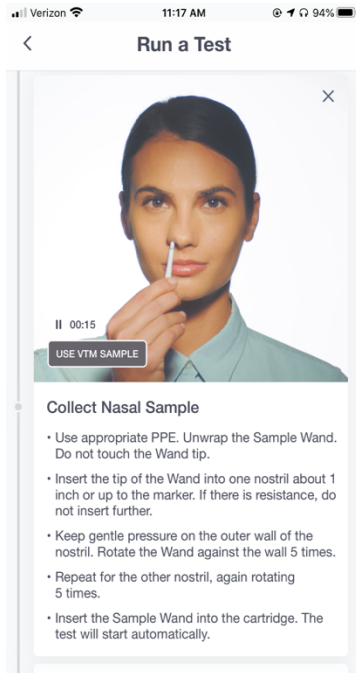 Verizon 11:17 AM 94%
Run a Test
00:15
USE VTM SAMPLE
Collect Nasal Sample
• Use appropriate PPE. Unwrap the Sample Wand.
Do not touch the Wand tip.
• Insert the tip of the Wand into one nostril about 1
inch or up to the marker. If there is resistance, do
not insert further.
• Keep gentle pressure on the outer wall of the
nostril. Rotate the Wand against the wall 5 times.
• Repeat for the other nostril, again rotating
5 times.
• Insert the Sample Wand into the cartridge. The
test will start automatically.